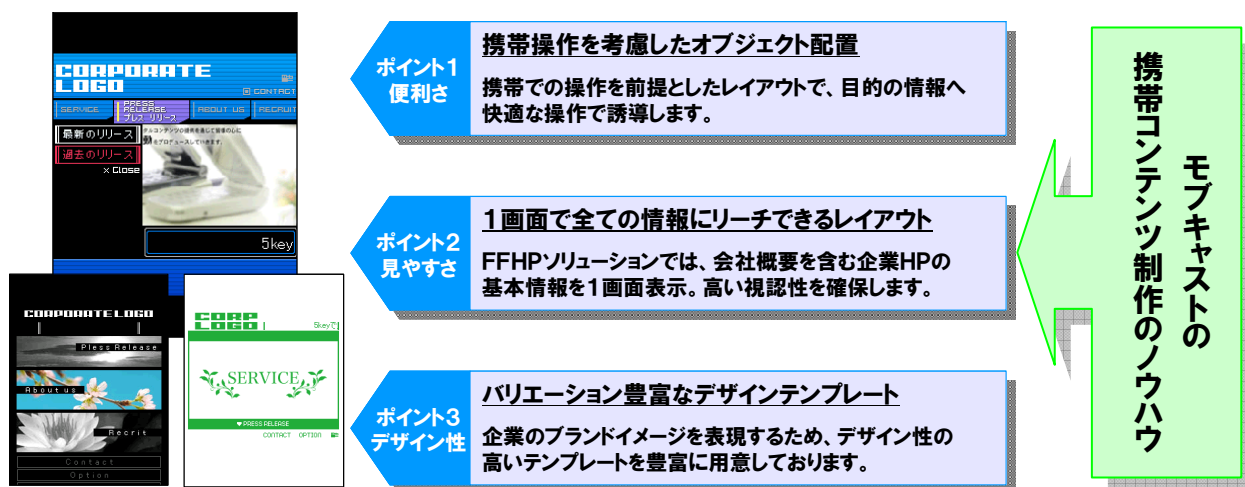 CORPORATE
LOGO
CONTACT
SERVICE
PRESS
RELEASE
プレス・リリース
ABOUT US
RECRUIT
最新のリリース
過去のリリース
× Close
5key
CORPORATE LOGO
Pless Release
About us
Recrit
Contact
Option
CORP
LOGO
5keyで
SERVICE
♥ PRESS RELEASE
CONTACT OPTION
ポイント1
便利さ
携帯操作を考慮したオブジェクト配置
携帯での操作を前提としたレイアウトで、目的の情報へ
快適な操作で誘導します。
ポイント2
見やすさ
1画面で全ての情報にリーチできるレイアウト
FFHPソリューションでは、会社概要を含む企業HPの
基本情報を1画面表示。高い視認性を確保します。
ポイント3
デザイン性
バリエーション豊富なデザインテンプレート
企業のブランドイメージを表現するため、デザイン性の
高いテンプレートを豊富に用意しております。
モブキャストの
携帯コンテンツ制作のノウハウ